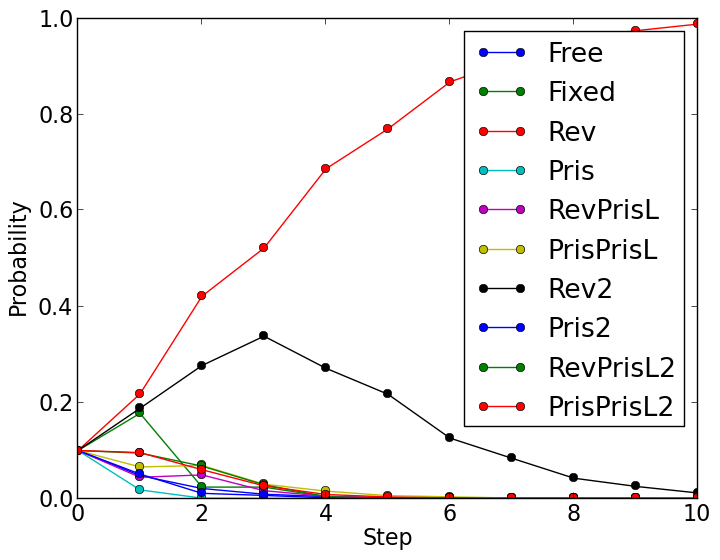 1.0
0.8
0.6
0.4
0.2
0.0
Probability
0 2 4 6 8 10
Step
Free
Fixed
Rev
Pris
RevPrisL
PrisPrisL
Rev2
Pris2
RevPrisL2
PrisPrisL2